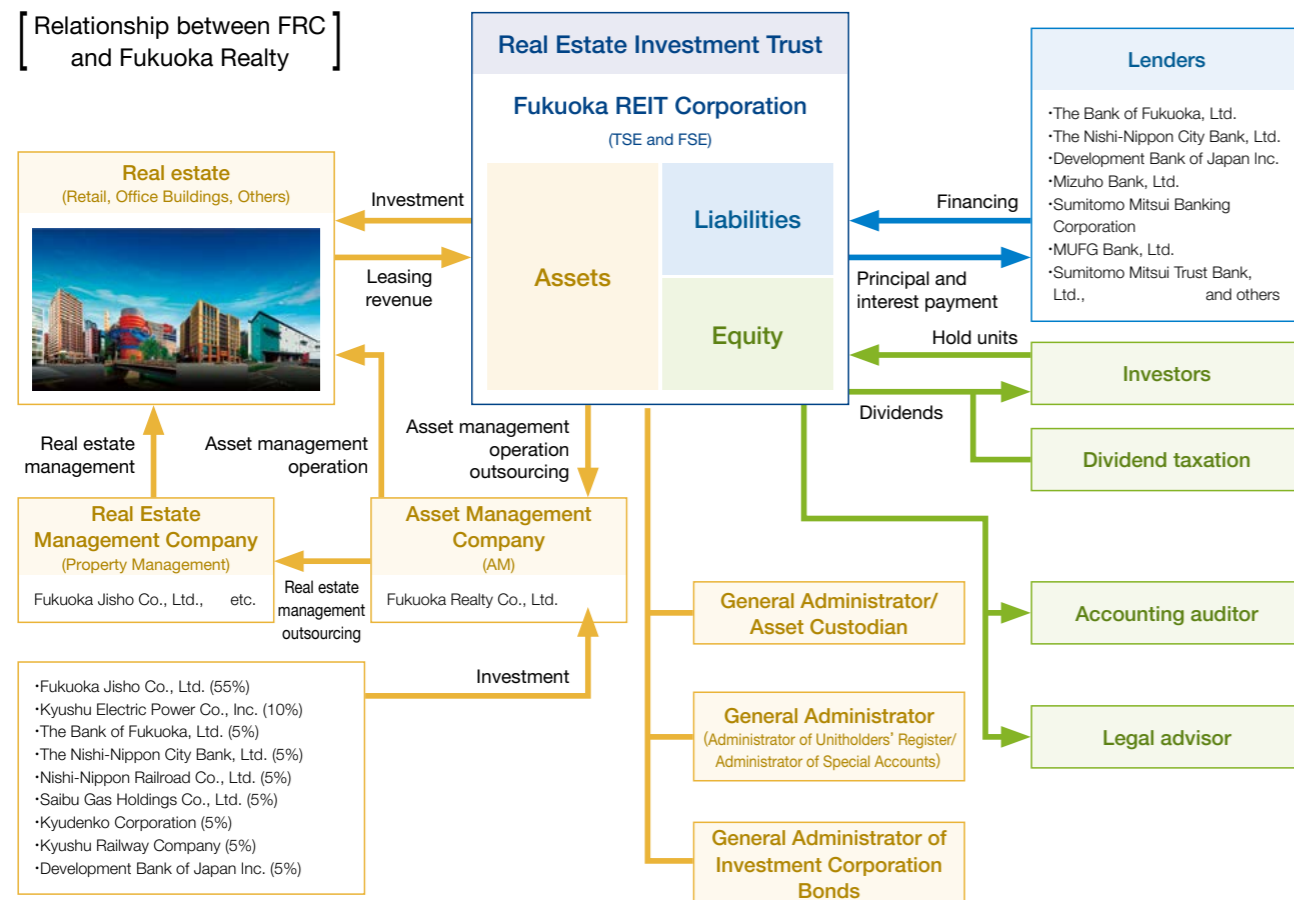 Relationship between FRC
and Fukuoka Realty
Real Estate Investment Trust
Fukuoka REIT Corporation
(TSE and FSE)
Assets
Liabilities
Equity
Lenders
・The Bank of Fukuoka, Ltd.
・The Nishi-Nippon City Bank, Ltd.
・Development Bank of Japan Inc.
・Mizuho Bank, Ltd.
・Sumitomo Mitsui Banking
Corporation
・MUFG Bank, Ltd.
・Sumitomo Mitsui Trust Bank,
Ltd., and others
Real estate
(Retail, Office Buildings, Others)
Investment
Leasing
revenue
Financing
Principal and
interest payment
Hold units
Investors
Dividends
Dividend taxation
Real estate
management
Asset management
operation
Asset management
operation
outsourcing
Real Estate
Management Company
(Property Management)
Fukuoka Jisho Co., Ltd., etc.
Real estate
management
outsourcing
Asset Management
Company
(AM)
Fukuoka Realty Co., Ltd.
Investment
・Fukuoka Jisho Co., Ltd. (55%)
・Kyushu Electric Power Co., Inc. (10%)
・The Bank of Fukuoka, Ltd. (5%)
・The Nishi-Nippon City Bank, Ltd. (5%)
・Nishi-Nippon Railroad Co., Ltd. (5%)
・Saibu Gas Holdings Co., Ltd. (5%)
・Kyudenko Corporation (5%)
・Kyushu Railway Company (5%)
・Development Bank of Japan Inc. (5%)
General Administrator/
Asset Custodian
General Administrator
(Administrator of Unitholders' Register/
Administrator of Special Accounts)
General Administrator of
Investment Corporation
Bonds
Accounting auditor
Legal advisor